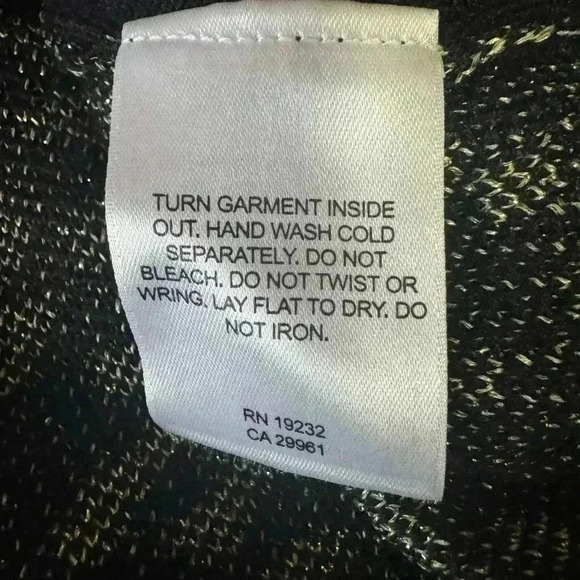 TURN GARMENT INSIDE
OUT. HAND WASH COLD
SEPARATELY. DO NOT
BLEACH. DO NOT TWIST OR
WRING. LAY FLAT TO DRY. DO
NOT IRON.
RN 19232
CA 29961